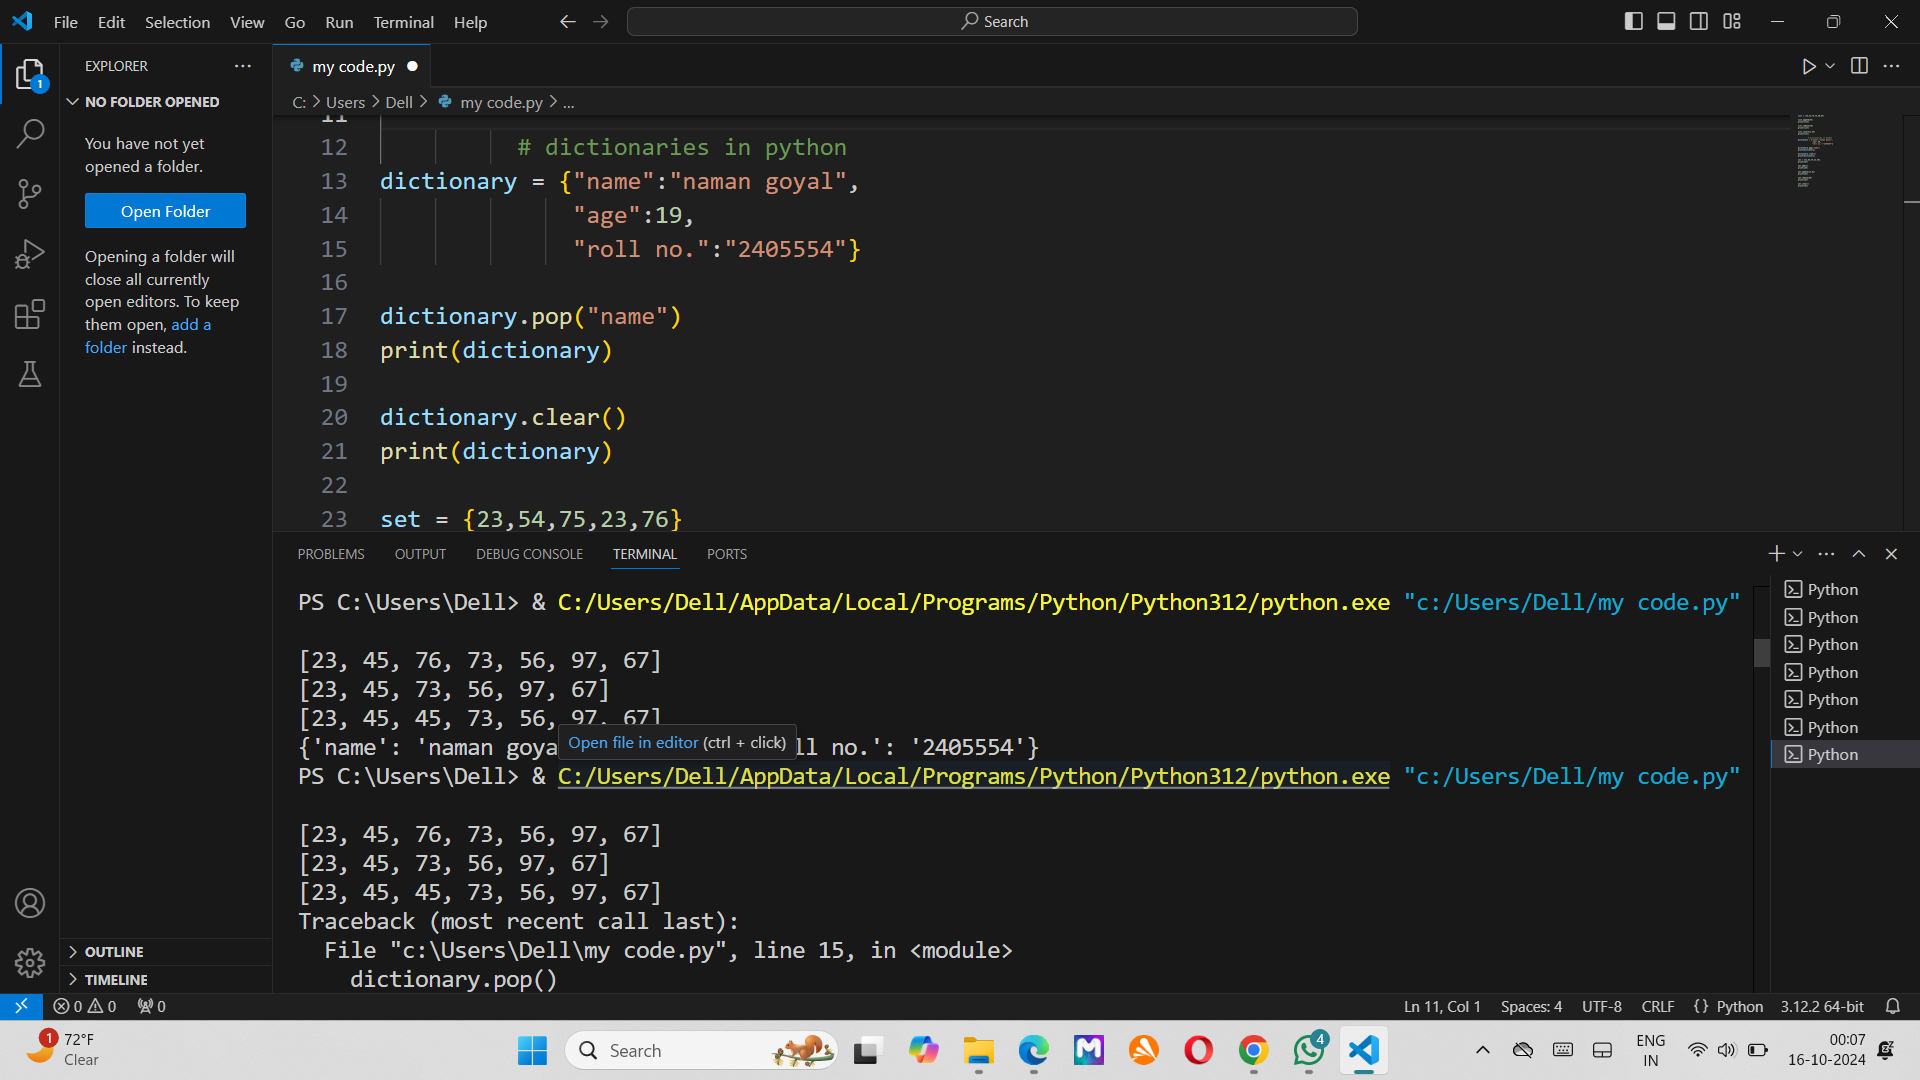 File Edit Selection View Go Run Terminal Help
Search
EXPLORER
my code.py
NO FOLDER OPENED
C: > Users > Dell > my code.py > ...
You have not yet
opened a folder.
Open Folder
Opening a folder will
close all currently
open editors. To keep
them open, add a
folder instead.
11
12 # dictionaries in python
13 dictionary = {"name":"naman goyal",
14 "age":19,
15 "roll no.":"2405554"}
16
17 dictionary.pop("name")
18 print(dictionary)
19
20 dictionary.clear()
21 print(dictionary)
22
23 set = {23,54,75,23,76}
PROBLEMS OUTPUT DEBUG CONSOLE TERMINAL PORTS
PS C:\Users\Dell> & C:/Users/Dell/AppData/Local/Programs/Python/Python312/python.exe "c:/Users/Dell/my code.py"
[23, 45, 76, 73, 56, 97, 67]
[23, 45, 73, 56, 97, 67]
[23, 45, 45, 73, 56, 97, 67]
Open file in editor (ctrl + click)
{'name': 'naman goya ll no.': '2405554'}
PS C:\Users\Dell> & C:/Users/Dell/AppData/Local/Programs/Python/Python312/python.exe "c:/Users/Dell/my code.py"
[23, 45, 76, 73, 56, 97, 67]
[23, 45, 73, 56, 97, 67]
[23, 45, 45, 73, 56, 97, 67]
Traceback (most recent call last):
File "c:\Users\Dell\my code.py", line 15, in <module>
dictionary.pop()
Python
Python
Python
Python
Python
Python
Python
1
OUTLINE
TIMELINE
0 0 0
Ln 11, Col 1 Spaces: 4 UTF-8 CRLF {} Python 3.12.2 64-bit
1
72°F
Clear
Search
4
ENG
IN
00:07
16-10-2024